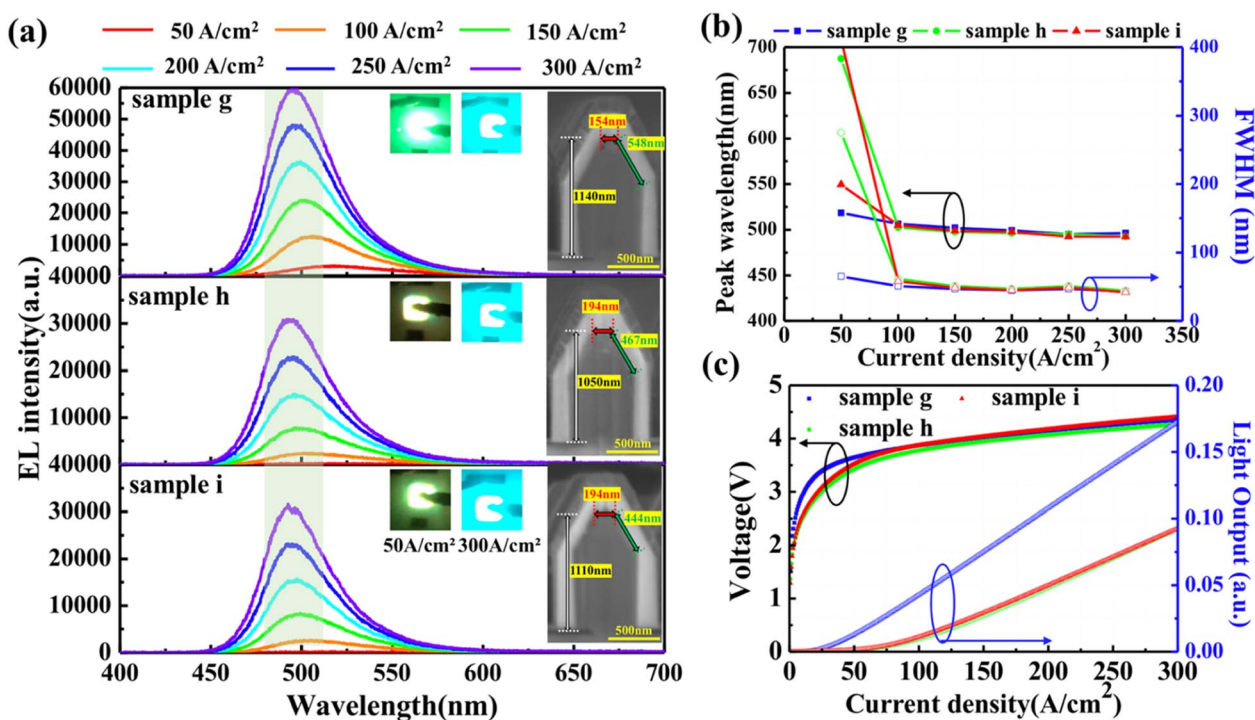 (a)
50 A/cm² 100 A/cm² 150 A/cm²
200 A/cm² 250 A/cm² 300 A/cm²
EL intensity(a.u.)
60000
50000
40000
30000
20000
10000
40000
30000
20000
10000
40000
30000
20000
10000
0
sample g
154nm
548nm
1140nm
500nm
sample h
194nm
467nm
1050nm
500nm
sample i
194nm
444nm
1110nm
500nm
50A/cm² 300A/cm²
400 450 500 550 600 650 700
Wavelength(nm)
(b)
sample g sample h sample i
Peak wavelength(nm)
700
650
600
550
500
450
400
400
300
200
100
0
FWHM (nm)
0 50 100 150 200 250 300 350
Current density(A/cm²)
(c)
sample g sample i
sample h
Voltage(V)
5
4
3
2
1
0
0.20
0.15
0.10
0.05
0.00
Light Output (a.u.)
0 50 100 150 200 250 300
Current density(A/cm²)